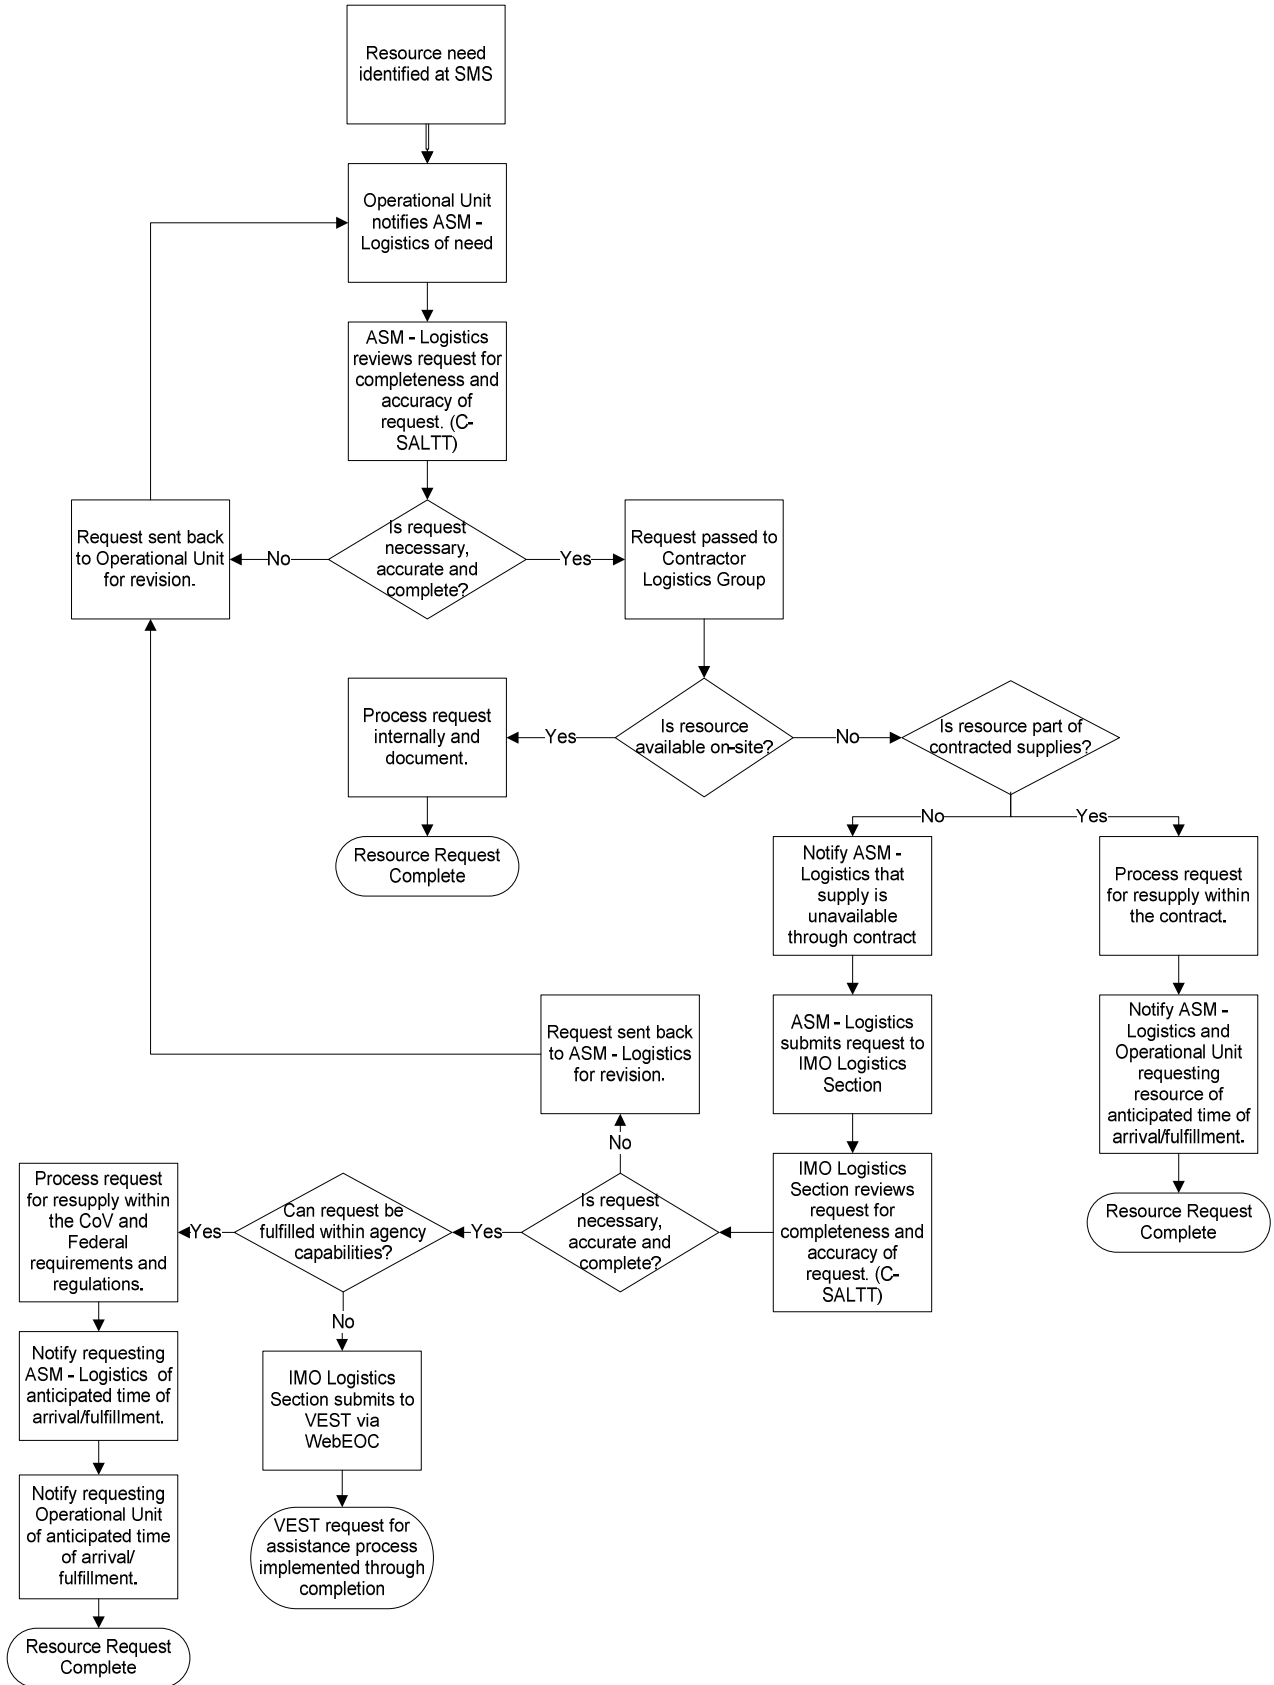 Resource need
identified at SMS
Operational Unit
notifies ASM -
Logistics of need
ASM - Logistics
reviews request for
completeness and
accuracy of
request. (C-
SALTT)
Request sent back
to Operational Unit
for revision.
No
Is request
necessary,
accurate and
complete?
Yes
Request passed to
Contractor
Logistics Group
Process request
internally and
document.
Yes
Is resource
available on-site?
No
Is resource part of
contracted supplies?
Resource Request
Complete
No
Yes
Notify ASM -
Logistics that
supply is
unavailable
through contract
Process request
for resupply within
the contract.
Request sent back
to ASM - Logistics
for revision.
ASM - Logistics
submits request to
IMO Logistics
Section
Notify ASM -
Logistics and
Operational Unit
requesting
resource of
anticipated time of
arrival/fulfillment.
No
Process request
for resupply within
the CoV and
Federal
requirements and
regulations.
Yes
Can request be
fulfilled within agency
capabilities?
Yes
Is request
necessary,
accurate and
complete?
IMO Logistics
Section reviews
request for
completeness and
accuracy of
request. (C-
SALTT)
Resource Request
Complete
No
Notify requesting
ASM - Logistics of
anticipated time of
arrival/fulfillment.
IMO Logistics
Section submits to
VEST via
WebEOC
Notify requesting
Operational Unit
of anticipated time
of arrival/
fulfillment.
VEST request for
assistance process
implemented through
completion
Resource Request
Complete